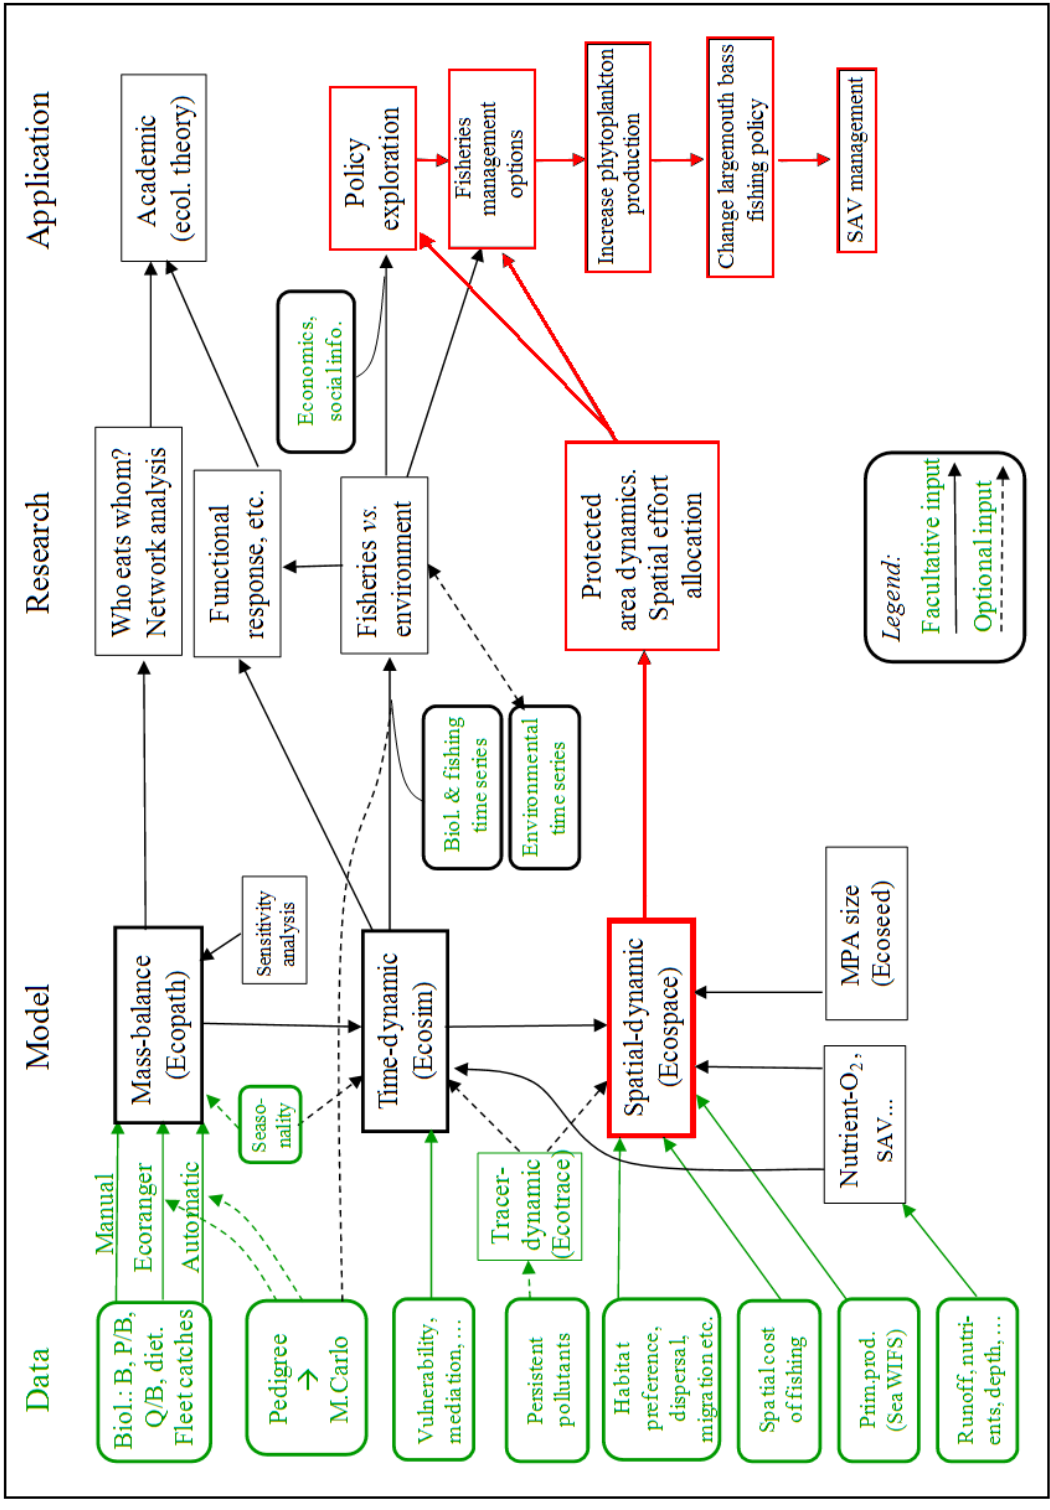 Data
Model
Research
Application
Biol.: B, P/B,
Q/B, diet.
Fleet catches
Manual
Ecoranger
Automatic
Pedigree
→
M.Carlo
Vulnerability,
mediation, …
Persistent
pollutants
Habitat
preference,
dispersal,
migration etc.
Spatial cost
of fishing
Prim.prod.
(Sea WIFS)
Runoff, nutri-
ents, depth, …
Mass-balance
(Ecopath)
Sensitivity
analysis
Seaso-
nality
Time-dynamic
(Ecosim)
Tracer-
dynamic
(Ecotrace)
Spatial-dynamic
(Ecospace)
Nutrient-O₂,
SAV...
MPA size
(Ecoseed)
Who eats whom?
Network analysis
Functional
response, etc.
Fisheries vs.
environment
Biol. & fishing
time series
Environmental
time series
Protected
area dynamics.
Spatial effort
allocation
Economics,
social info.
Academic
(ecol. theory)
Policy
exploration
Fisheries
management
options
Increase phytoplankton
production
Change largemouth bass
fishing policy
SAV management
Legend:
Facultative input
Optional input